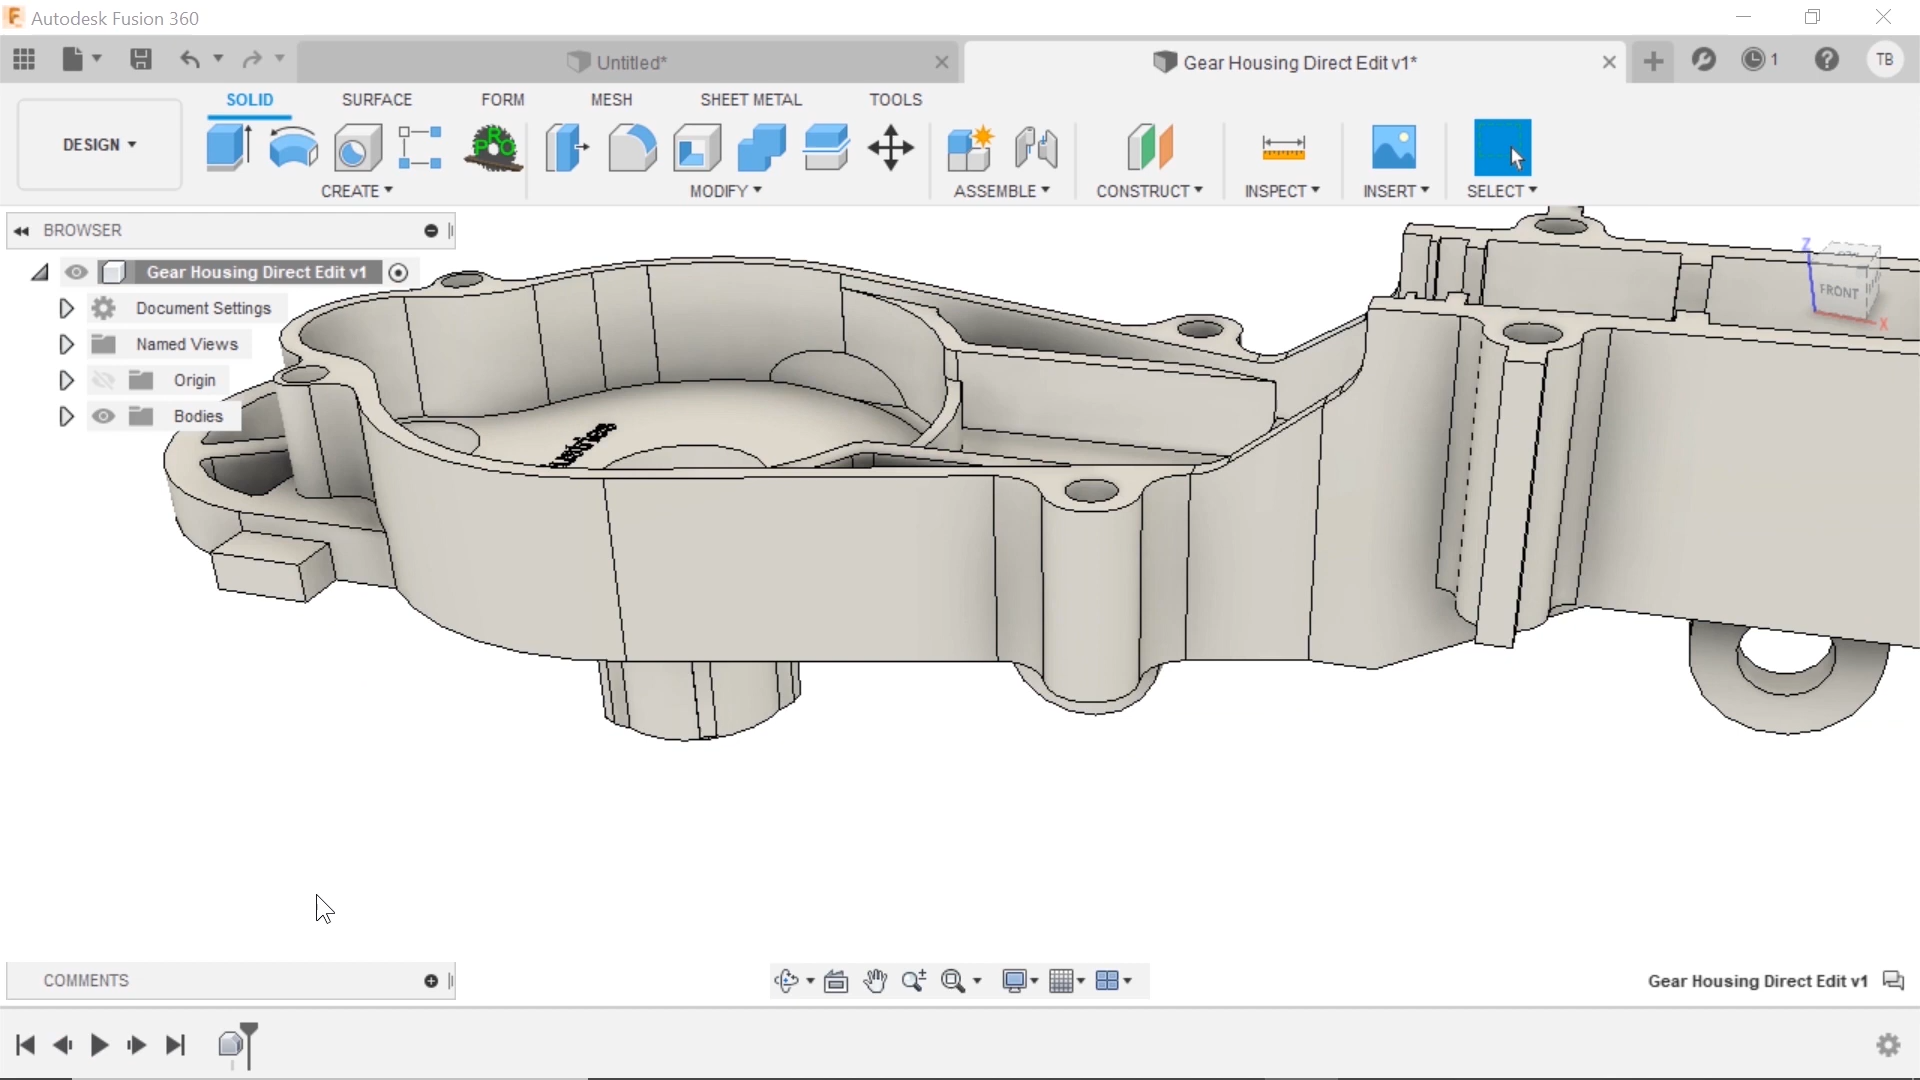 Autodesk Fusion 360
Untitled*
Gear Housing Direct Edit v1*
1
TB
DESIGN
SOLID
SURFACE
FORM
MESH
SHEET METAL
TOOLS
PRO
CREATE
MODIFY
ASSEMBLE
CONSTRUCT
INSPECT
INSERT
SELECT
BROWSER
Gear Housing Direct Edit v1
Document Settings
Named Views
Origin
Bodies
Z
FRONT
X
COMMENTS
Gear Housing Direct Edit v1